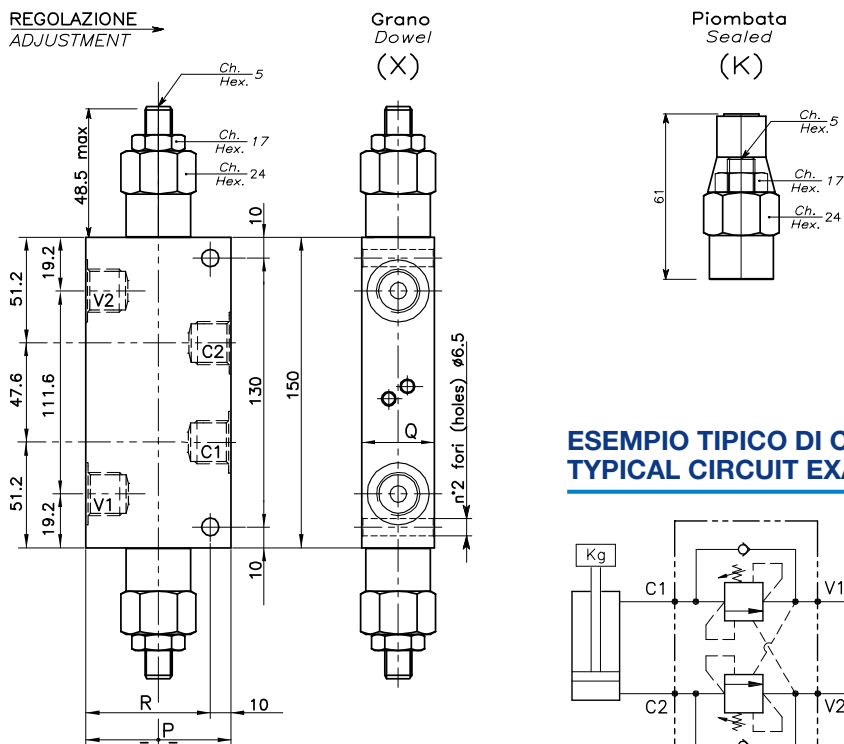 REGOLAZIONE
ADJUSTMENT
Grano
Dowel
(X)
Piombata
Sealed
(K)
Ch.
Hex. 5
Ch.
Hex. 17
Ch.
Hex. 24
48.5 max
Ch.
Hex. 5
Ch.
Hex. 17
Ch.
Hex. 24
61
10
51.2
19.2
V2
C2
47.6
111.6
130
150
C1
V1
51.2
19.2
10
R
10
P
Q
n°2 fori (holes) ø6.5
ESEMPIO TIPICO DI C
TYPICAL CIRCUIT EXA
Kg
C1
V1
C2
V2